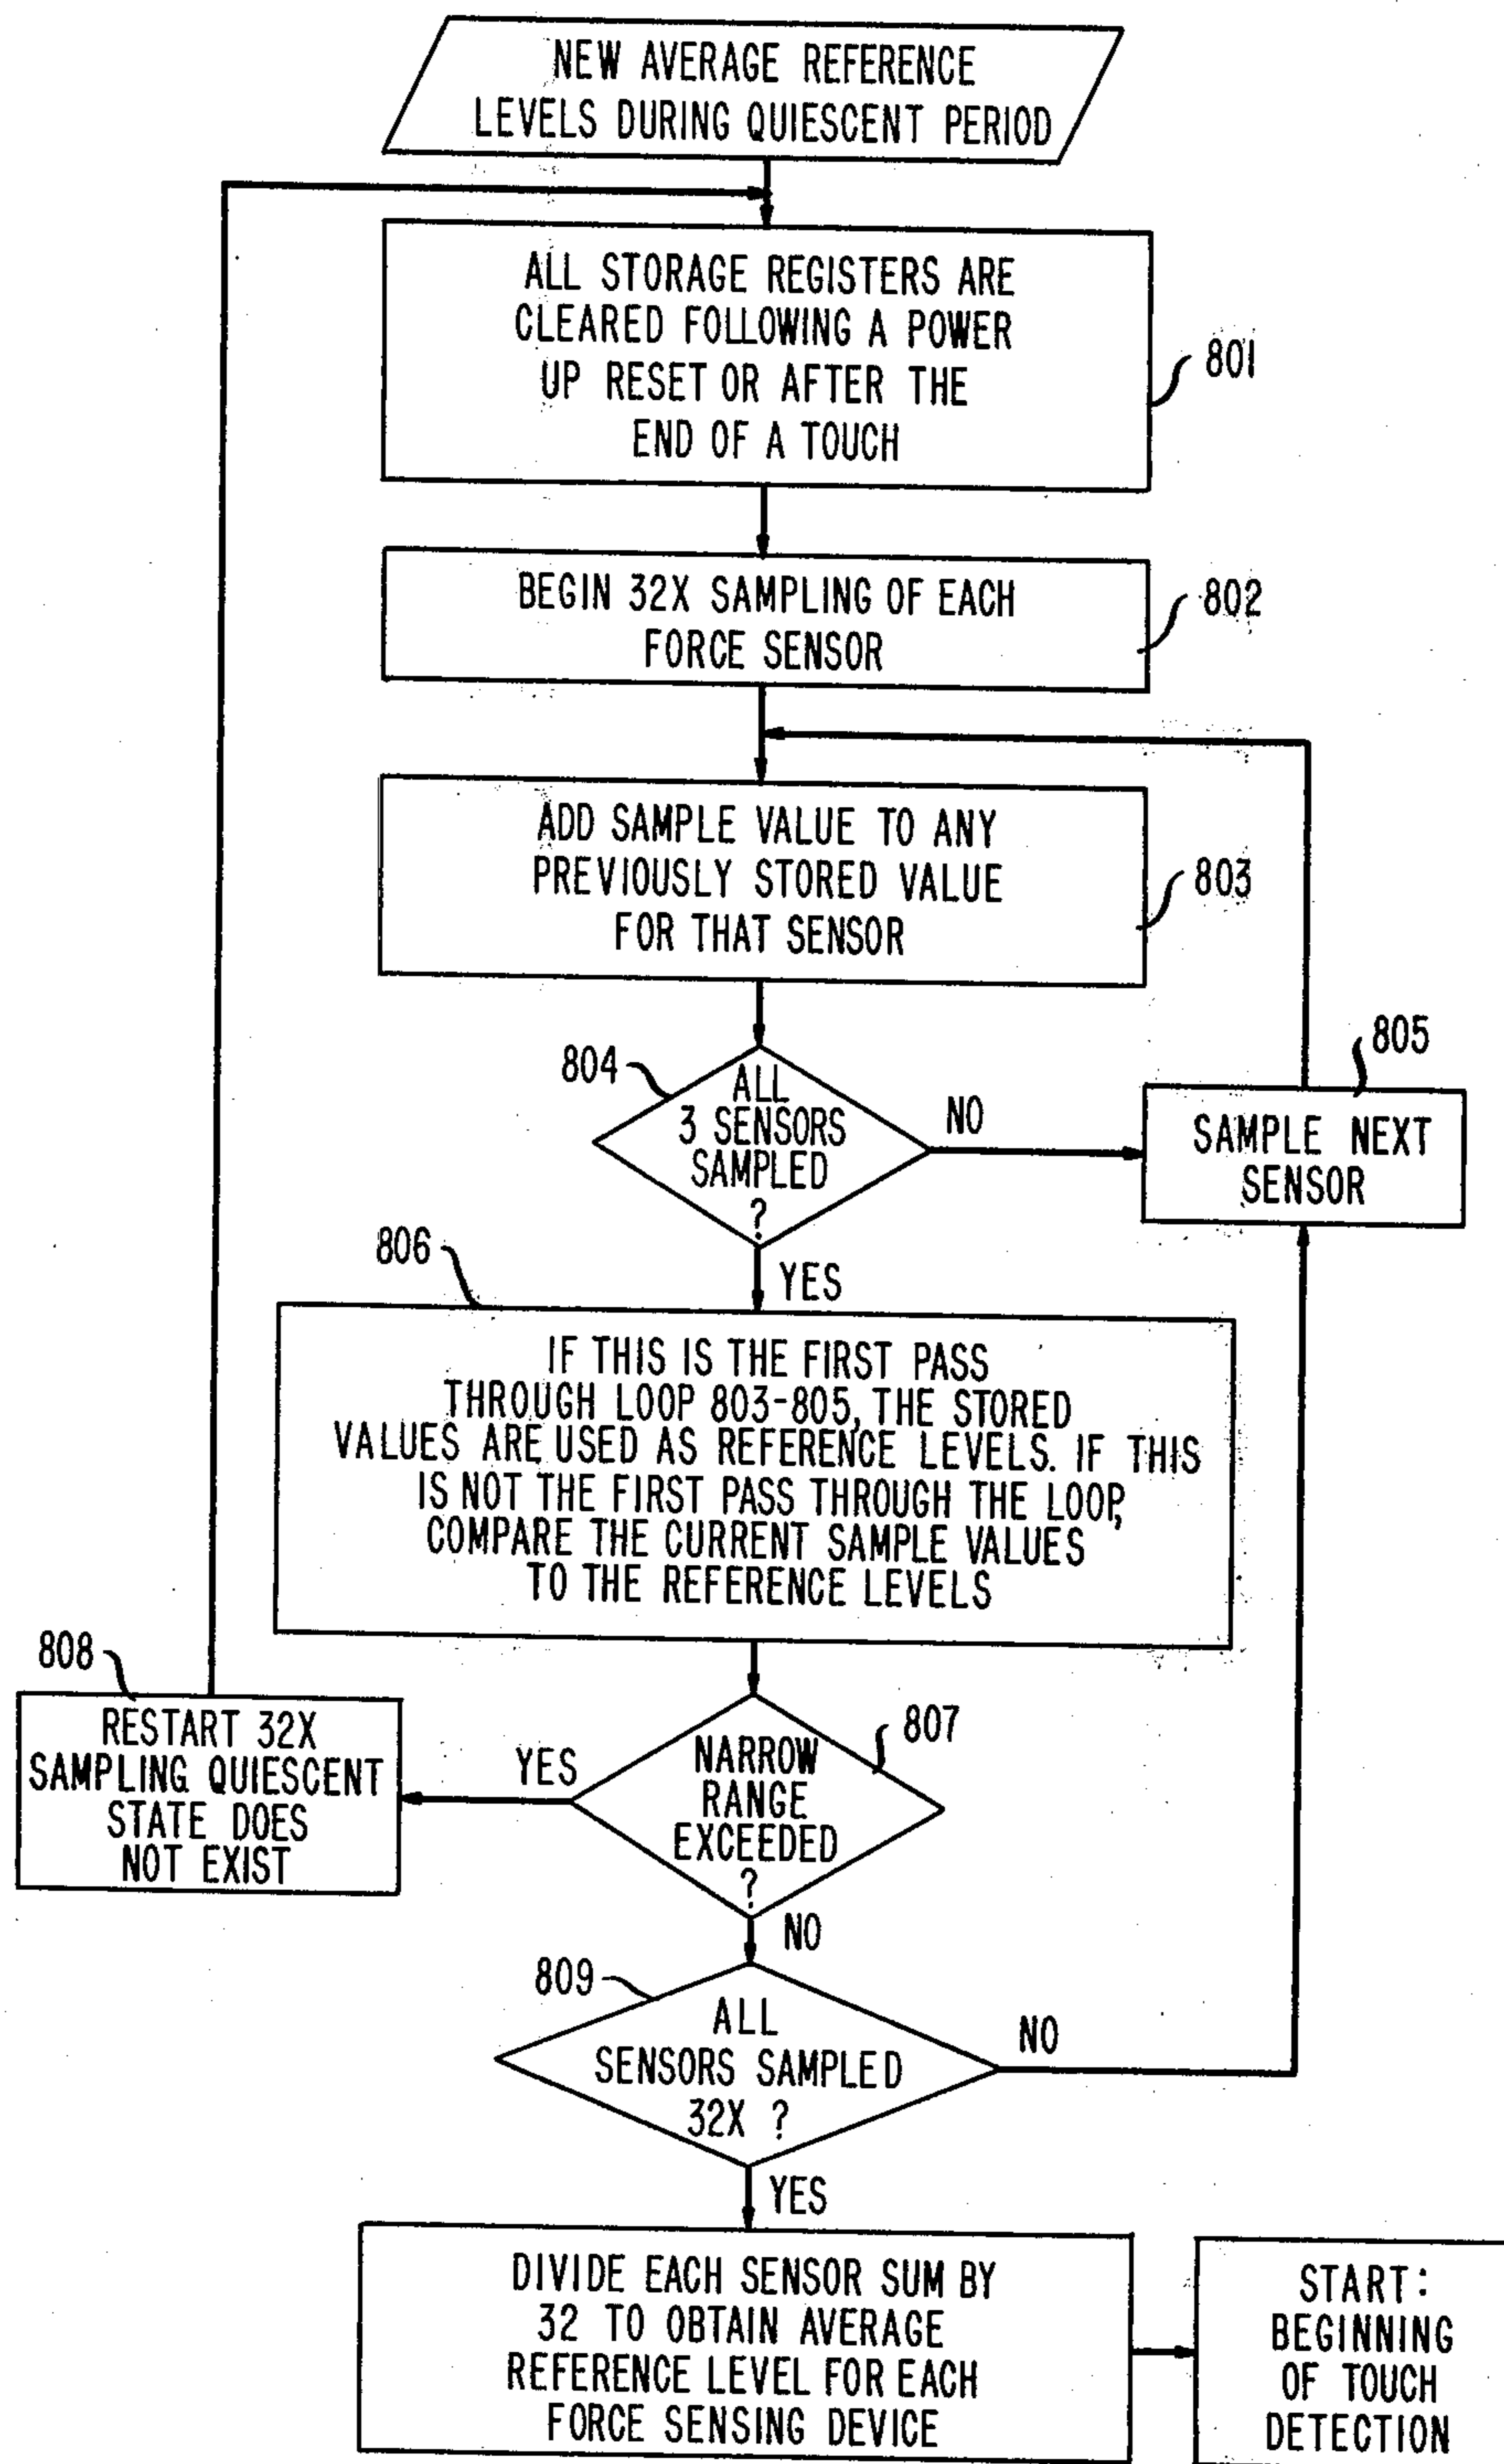 NEW AVERAGE REFERENCE
LEVELS DURING QUIESCENT PERIOD
ALL STORAGE REGISTERS ARE
CLEARED FOLLOWING A POWER
UP RESET OR AFTER THE
END OF A TOUCH
801
BEGIN 32X SAMPLING OF EACH
FORCE SENSOR
802
ADD SAMPLE VALUE TO ANY
PREVIOUSLY STORED VALUE
FOR THAT SENSOR
803
804
ALL
3 SENSORS
SAMPLED
?
NO
805
SAMPLE NEXT
SENSOR
YES
806
IF THIS IS THE FIRST PASS
THROUGH LOOP 803-805, THE STORED
VALUES ARE USED AS REFERENCE LEVELS. IF THIS
IS NOT THE FIRST PASS THROUGH THE LOOP,
COMPARE THE CURRENT SAMPLE VALUES
TO THE REFERENCE LEVELS
808
RESTART 32X
SAMPLING QUIESCENT
STATE DOES
NOT EXIST
YES
807
NARROW
RANGE
EXCEEDED
?
NO
809
ALL
SENSORS SAMPLED
32X ?
NO
YES
DIVIDE EACH SENSOR SUM BY
32 TO OBTAIN AVERAGE
REFERENCE LEVEL FOR EACH
FORCE SENSING DEVICE
START:
BEGINNING
OF TOUCH
DETECTION